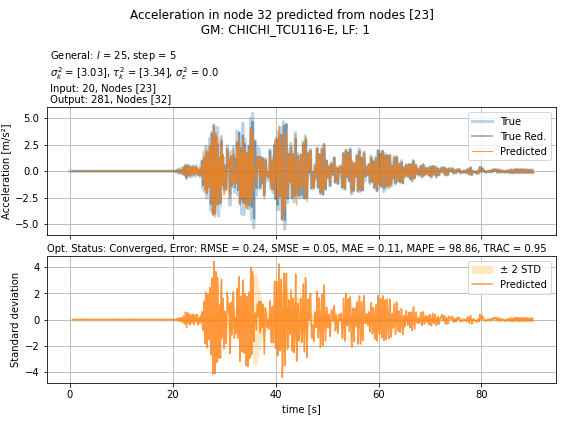 Acceleration in node 32 predicted from nodes [23]
GM: CHICHI_TCU116-E, LF: 1
General: l = 25, step = 5
σ²ₖ = [3.03], τ²ₖ = [3.34], σ²ε = 0.0
Input: 20, Nodes [23]
Output: 281, Nodes [32]
Acceleration [m/s²]
5.0
2.5
0.0
−2.5
−5.0
True
True Red.
Predicted
Opt. Status: Converged, Error: RMSE = 0.24, SMSE = 0.05, MAE = 0.11, MAPE = 98.86, TRAC = 0.95
Standard deviation
4
2
0
−2
−4
± 2 STD
Predicted
0
20
40
60
80
time [s]